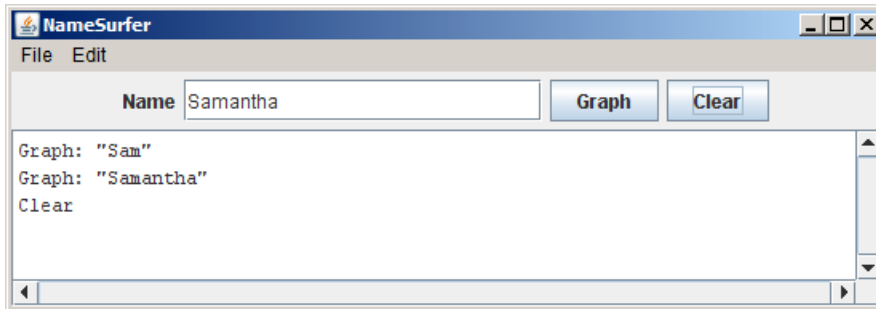 NameSurfer
File Edit
Name Samantha Graph Clear
Graph: "Sam"
Graph: "Samantha"
Clear